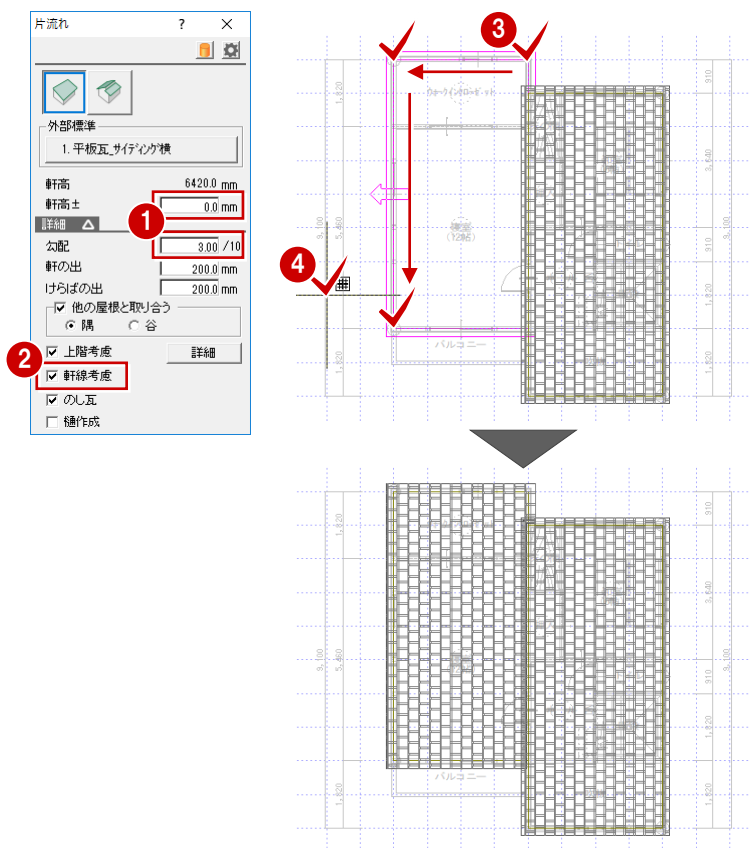 片流れ ? ×
外部標準
1. 平板瓦_サイディング横
軒高 6420.0 mm
軒高± 0.0 mm
1
詳細 △
勾配 3.00 /10
軒の出 200.0 mm
けらばの出 200.0 mm
他の屋根と取り合う
隅 谷
上階考慮 詳細
2
軒線考慮
のし瓦
樋作成
3
4
1,820
910
ウォークインクローゼット
3,640
9,100
5,460
寝室
(12帖)
910
9,100
1,820
バルコニー
1,820
1,820
1,820
910
3,640
9,100
5,460
910
9,100
1,820
バルコニー
1,820
1,820